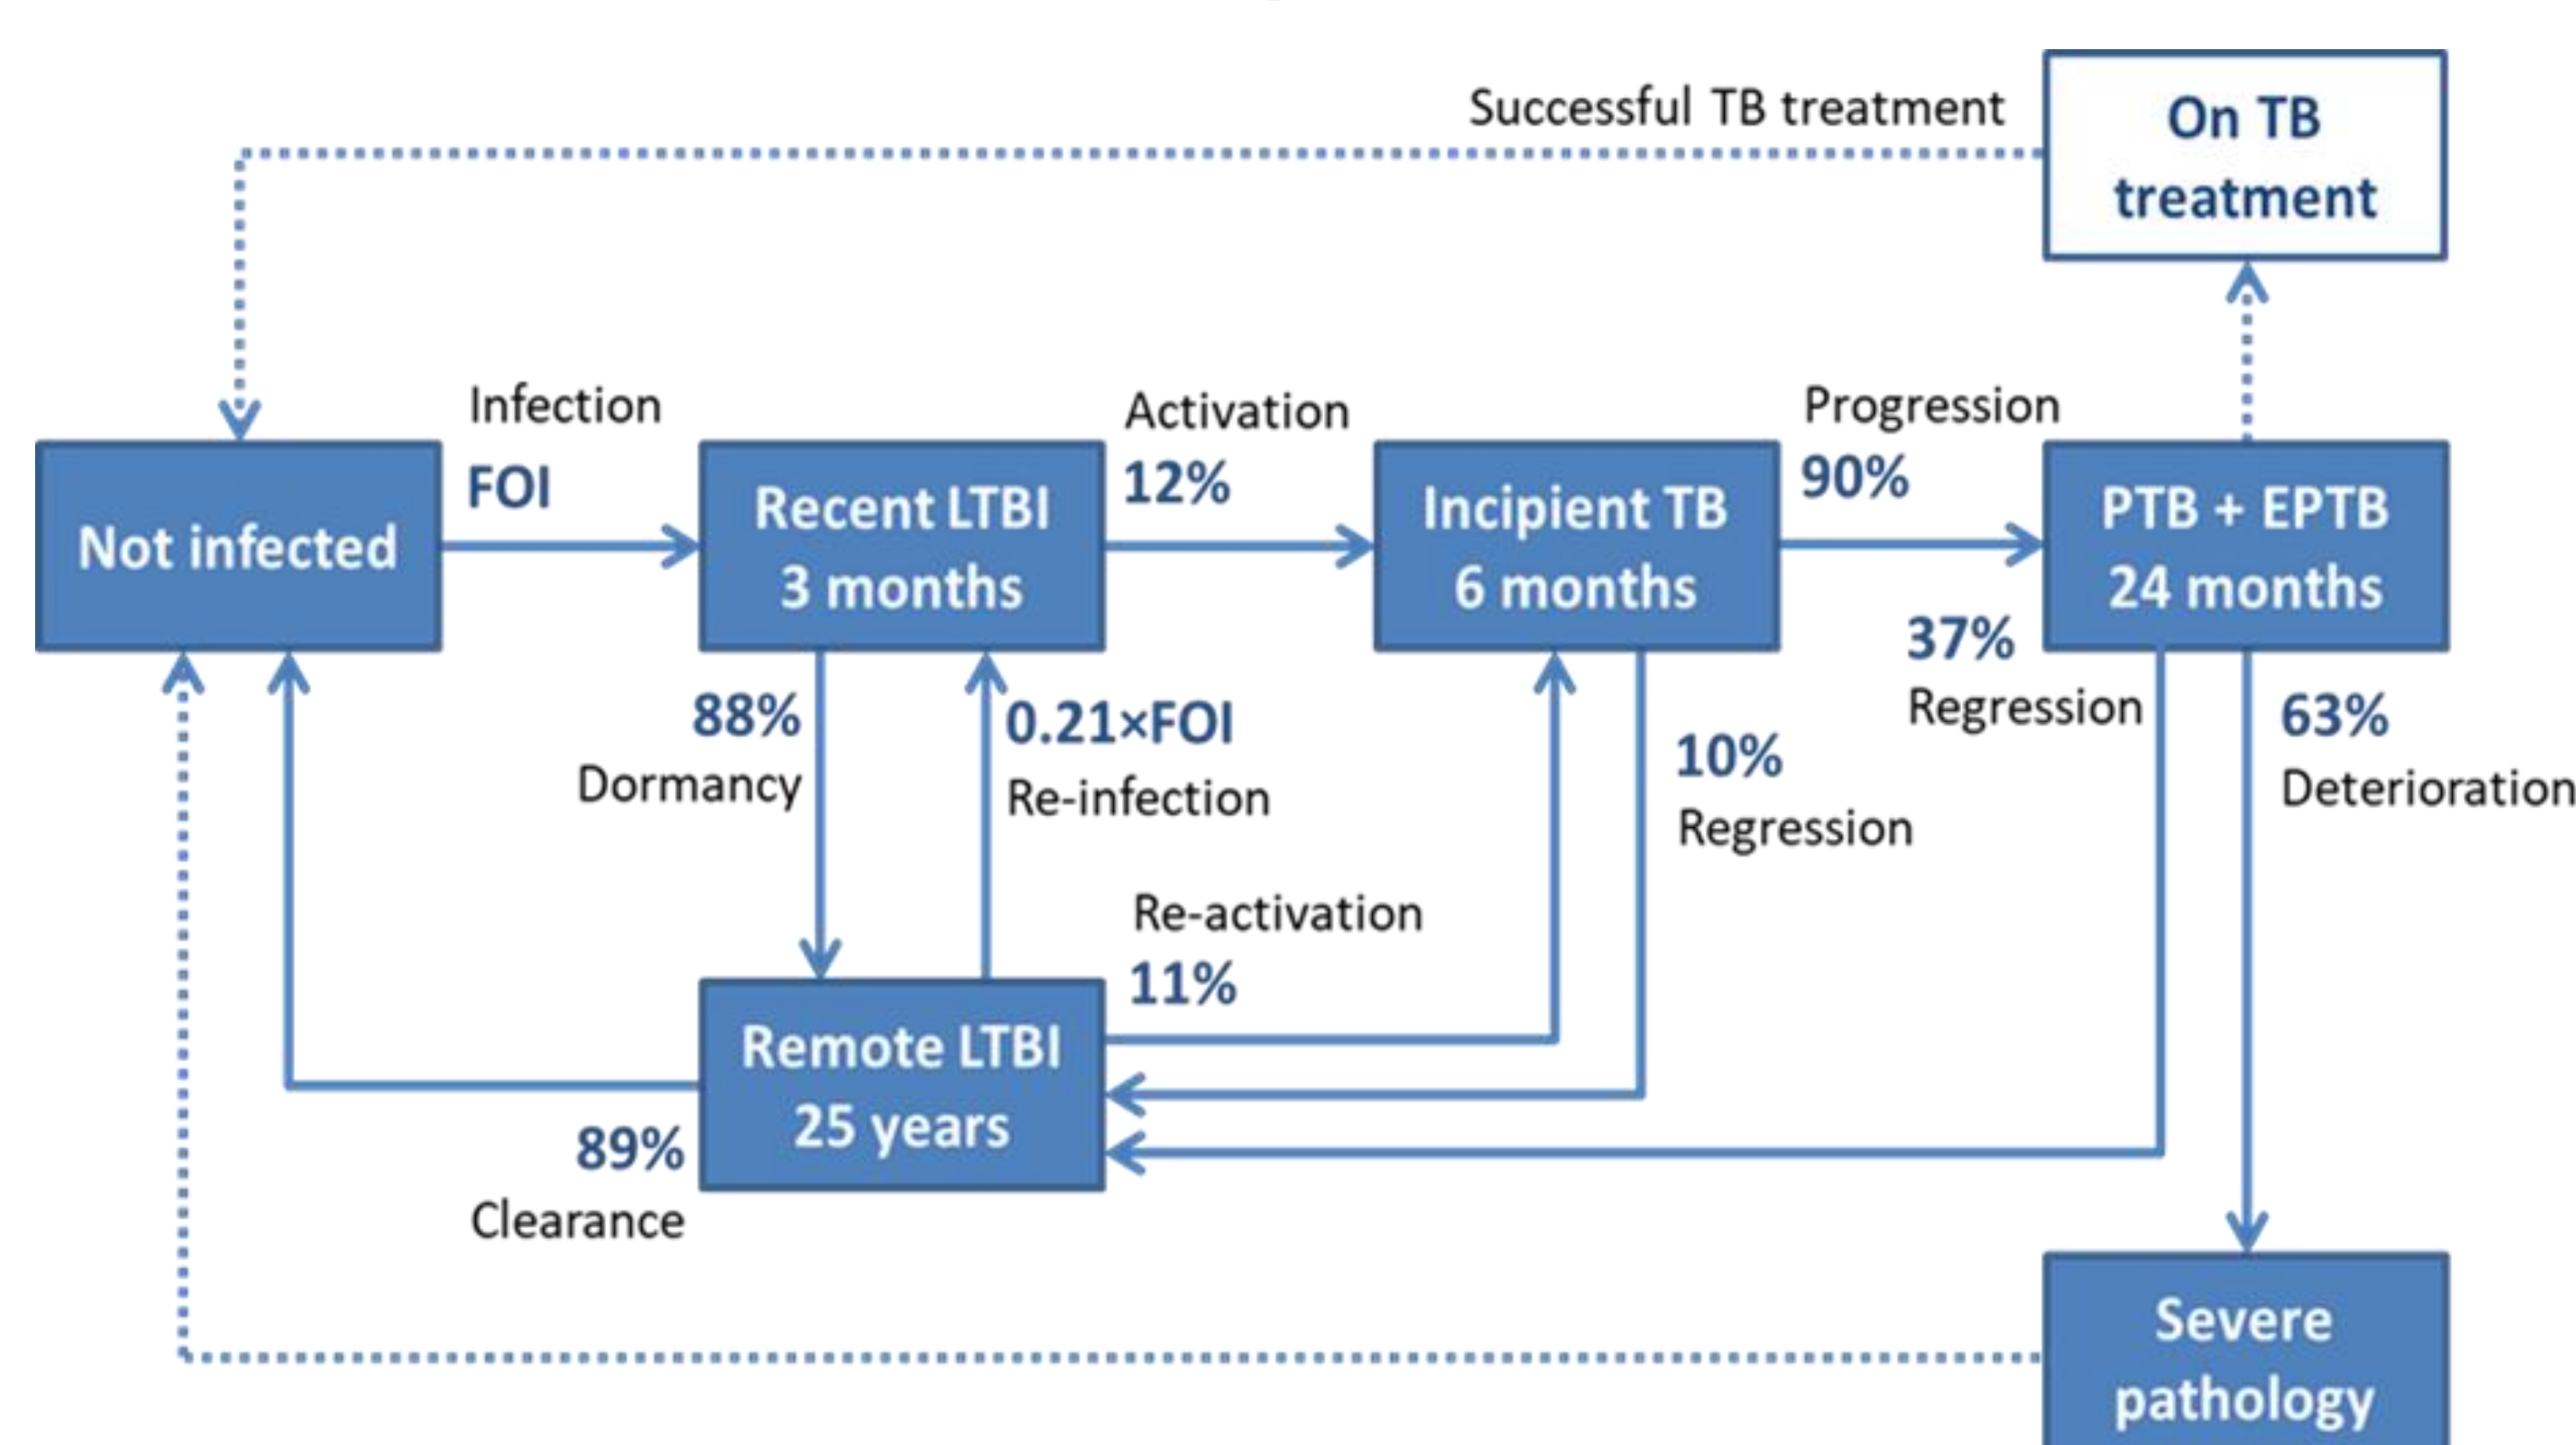 Successful TB treatment
On TB
treatment
Infection
FOI
Activation
12%
Progression
90%
Not infected
Recent LTBI
3 months
Incipient TB
6 months
PTB + EPTB
24 months
88%
Dormancy
0.21×FOI
Re-infection
10%
Regression
37%
Regression
63%
Deterioration
Re-activation
11%
Remote LTBI
25 years
89%
Clearance
Severe
pathology